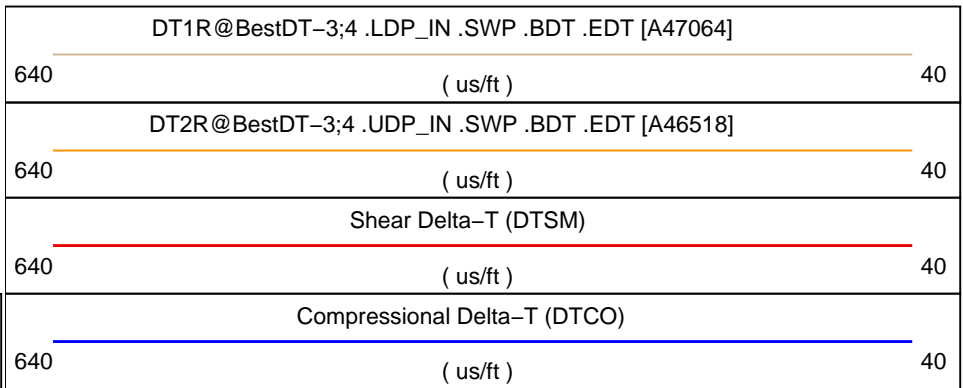 DT1R@BestDT−3;4 .LDP_IN .SWP .BDT .EDT [A47064]
640 ( us/ft ) 40
DT2R@BestDT−3;4 .UDP_IN .SWP .BDT .EDT [A46518]
640 ( us/ft ) 40
Shear Delta−T (DTSM)
640 ( us/ft ) 40
Compressional Delta−T (DTCO)
640 ( us/ft ) 40